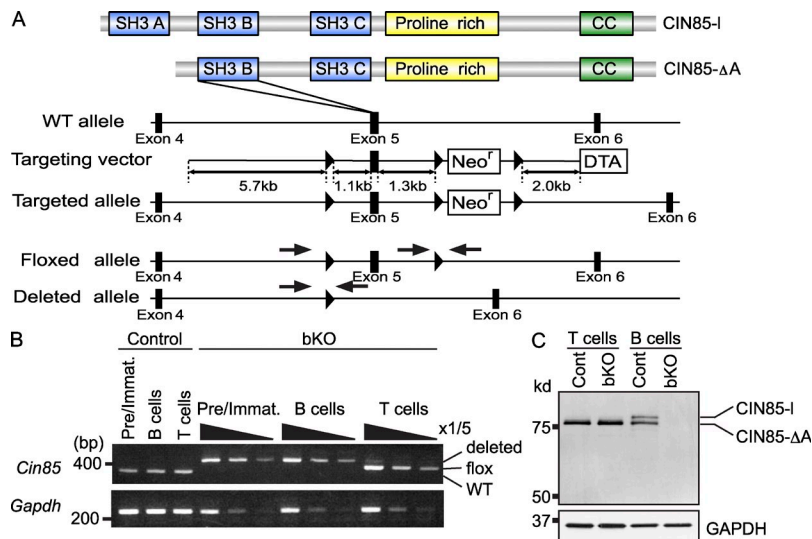 A
SH3 A SH3 B SH3 C Proline rich CC CIN85-l
SH3 B SH3 C Proline rich CC CIN85-ΔA
WT allele
Exon 4 Exon 5 Exon 6
Targeting vector Neoʳ DTA
5.7kb 1.1kb 1.3kb 2.0kb
Targeted allele Neoʳ
Exon 4 Exon 5 Exon 6
Floxed allele
Exon 4 Exon 5 Exon 6
Deleted allele
Exon 4 Exon 6
B
Control bKO
Pre/Immat. B cells T cells Pre/Immat. B cells T cells
x1/5
(bp)
deleted
Cin85 400 flox
WT
Gapdh
200
C
T cells B cells
Cont bKO Cont bKO
kd
CIN85-l
75
CIN85-ΔA
50
37
GAPDH